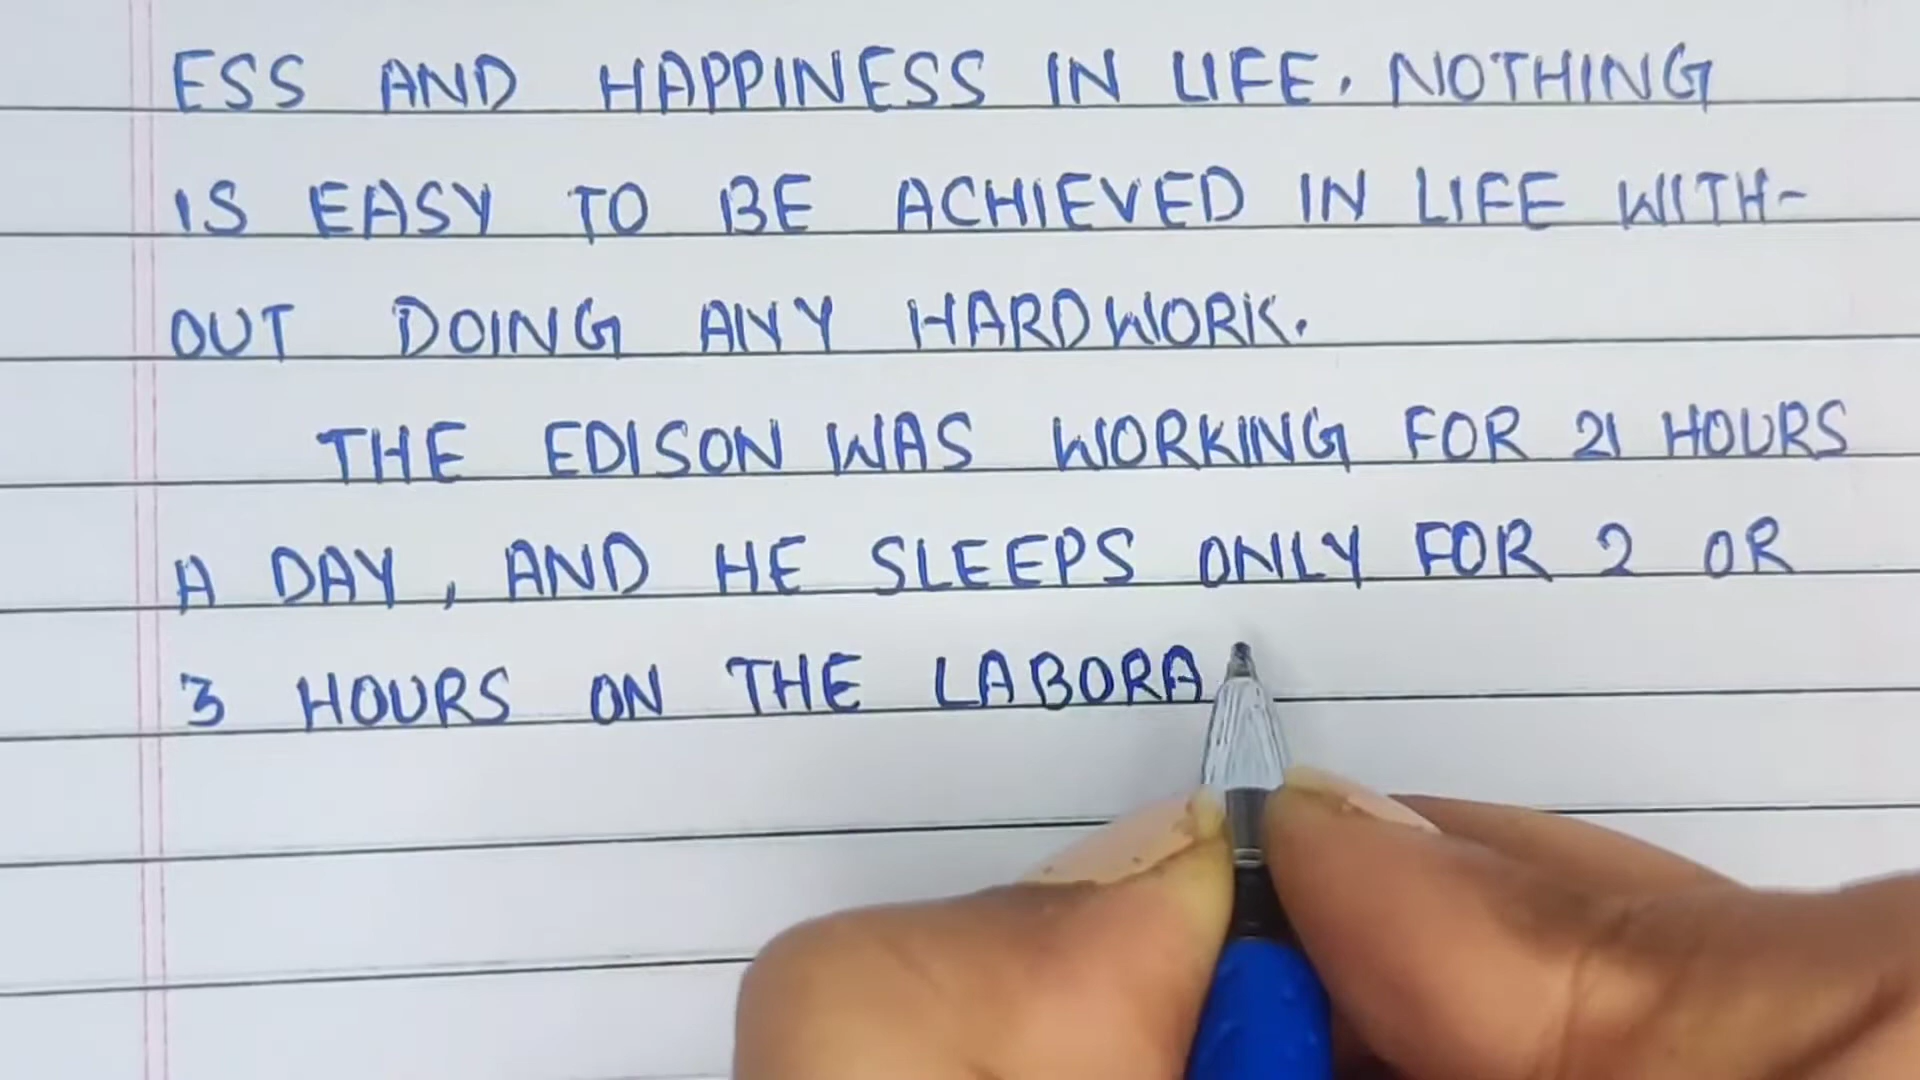 ESS AND HAPPINESS IN LIFE. NOTHING
IS EASY TO BE ACHIEVED IN LIFE WITH-
OUT DOING ANY HARDWORK.
THE EDISON WAS WORKING FOR 21 HOURS
A DAY, AND HE SLEEPS ONLY FOR 2 OR
3 HOURS ON THE LABORA